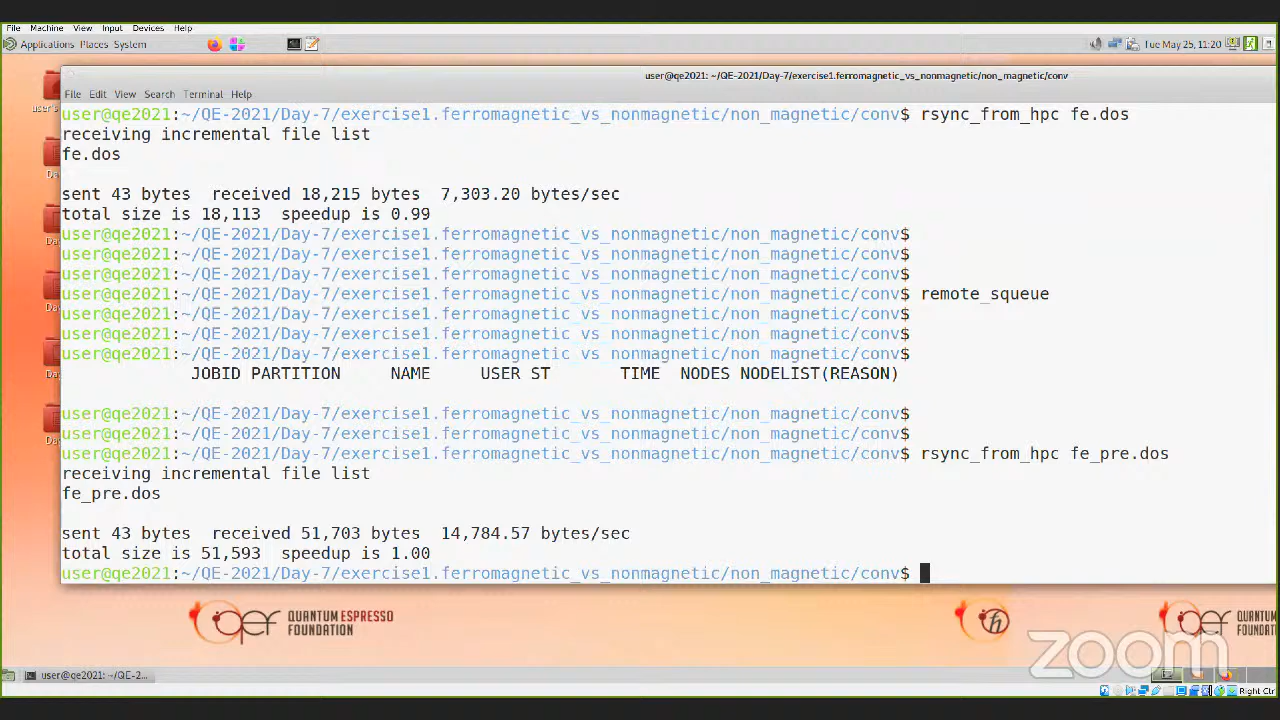 File Machine View Input Devices Help
Applications Places System
Tue May 25, 11:20
user@qe2021: ~/QE-2021/Day-7/exercise1.ferromagnetic_vs_nonmagnetic/non_magnetic/conv
File Edit View Search Terminal Help
user@qe2021:~/QE-2021/Day-7/exercise1.ferromagnetic_vs_nonmagnetic/non_magnetic/conv$ rsync_from_hpc fe.dos
receiving incremental file list
fe.dos
sent 43 bytes  received 18,215 bytes  7,303.20 bytes/sec
total size is 18,113  speedup is 0.99
user@qe2021:~/QE-2021/Day-7/exercise1.ferromagnetic_vs_nonmagnetic/non_magnetic/conv$
user@qe2021:~/QE-2021/Day-7/exercise1.ferromagnetic_vs_nonmagnetic/non_magnetic/conv$
user@qe2021:~/QE-2021/Day-7/exercise1.ferromagnetic_vs_nonmagnetic/non_magnetic/conv$
user@qe2021:~/QE-2021/Day-7/exercise1.ferromagnetic_vs_nonmagnetic/non_magnetic/conv$ remote_squeue
user@qe2021:~/QE-2021/Day-7/exercise1.ferromagnetic_vs_nonmagnetic/non_magnetic/conv$
user@qe2021:~/QE-2021/Day-7/exercise1.ferromagnetic_vs_nonmagnetic/non_magnetic/conv$
user@qe2021:~/QE-2021/Day-7/exercise1.ferromagnetic_vs_nonmagnetic/non_magnetic/conv$
JOBID PARTITION NAME USER ST TIME NODES NODELIST(REASON)
user@qe2021:~/QE-2021/Day-7/exercise1.ferromagnetic_vs_nonmagnetic/non_magnetic/conv$
user@qe2021:~/QE-2021/Day-7/exercise1.ferromagnetic_vs_nonmagnetic/non_magnetic/conv$
user@qe2021:~/QE-2021/Day-7/exercise1.ferromagnetic_vs_nonmagnetic/non_magnetic/conv$ rsync_from_hpc fe_pre.dos
receiving incremental file list
fe_pre.dos
sent 43 bytes  received 51,703 bytes  14,784.57 bytes/sec
total size is 51,593  speedup is 1.00
user@qe2021:~/QE-2021/Day-7/exercise1.ferromagnetic_vs_nonmagnetic/non_magnetic/conv$
QUANTUM ESPRESSO
FOUNDATION
zoom
user@qe2021: ~/QE-2...
Right Ctr